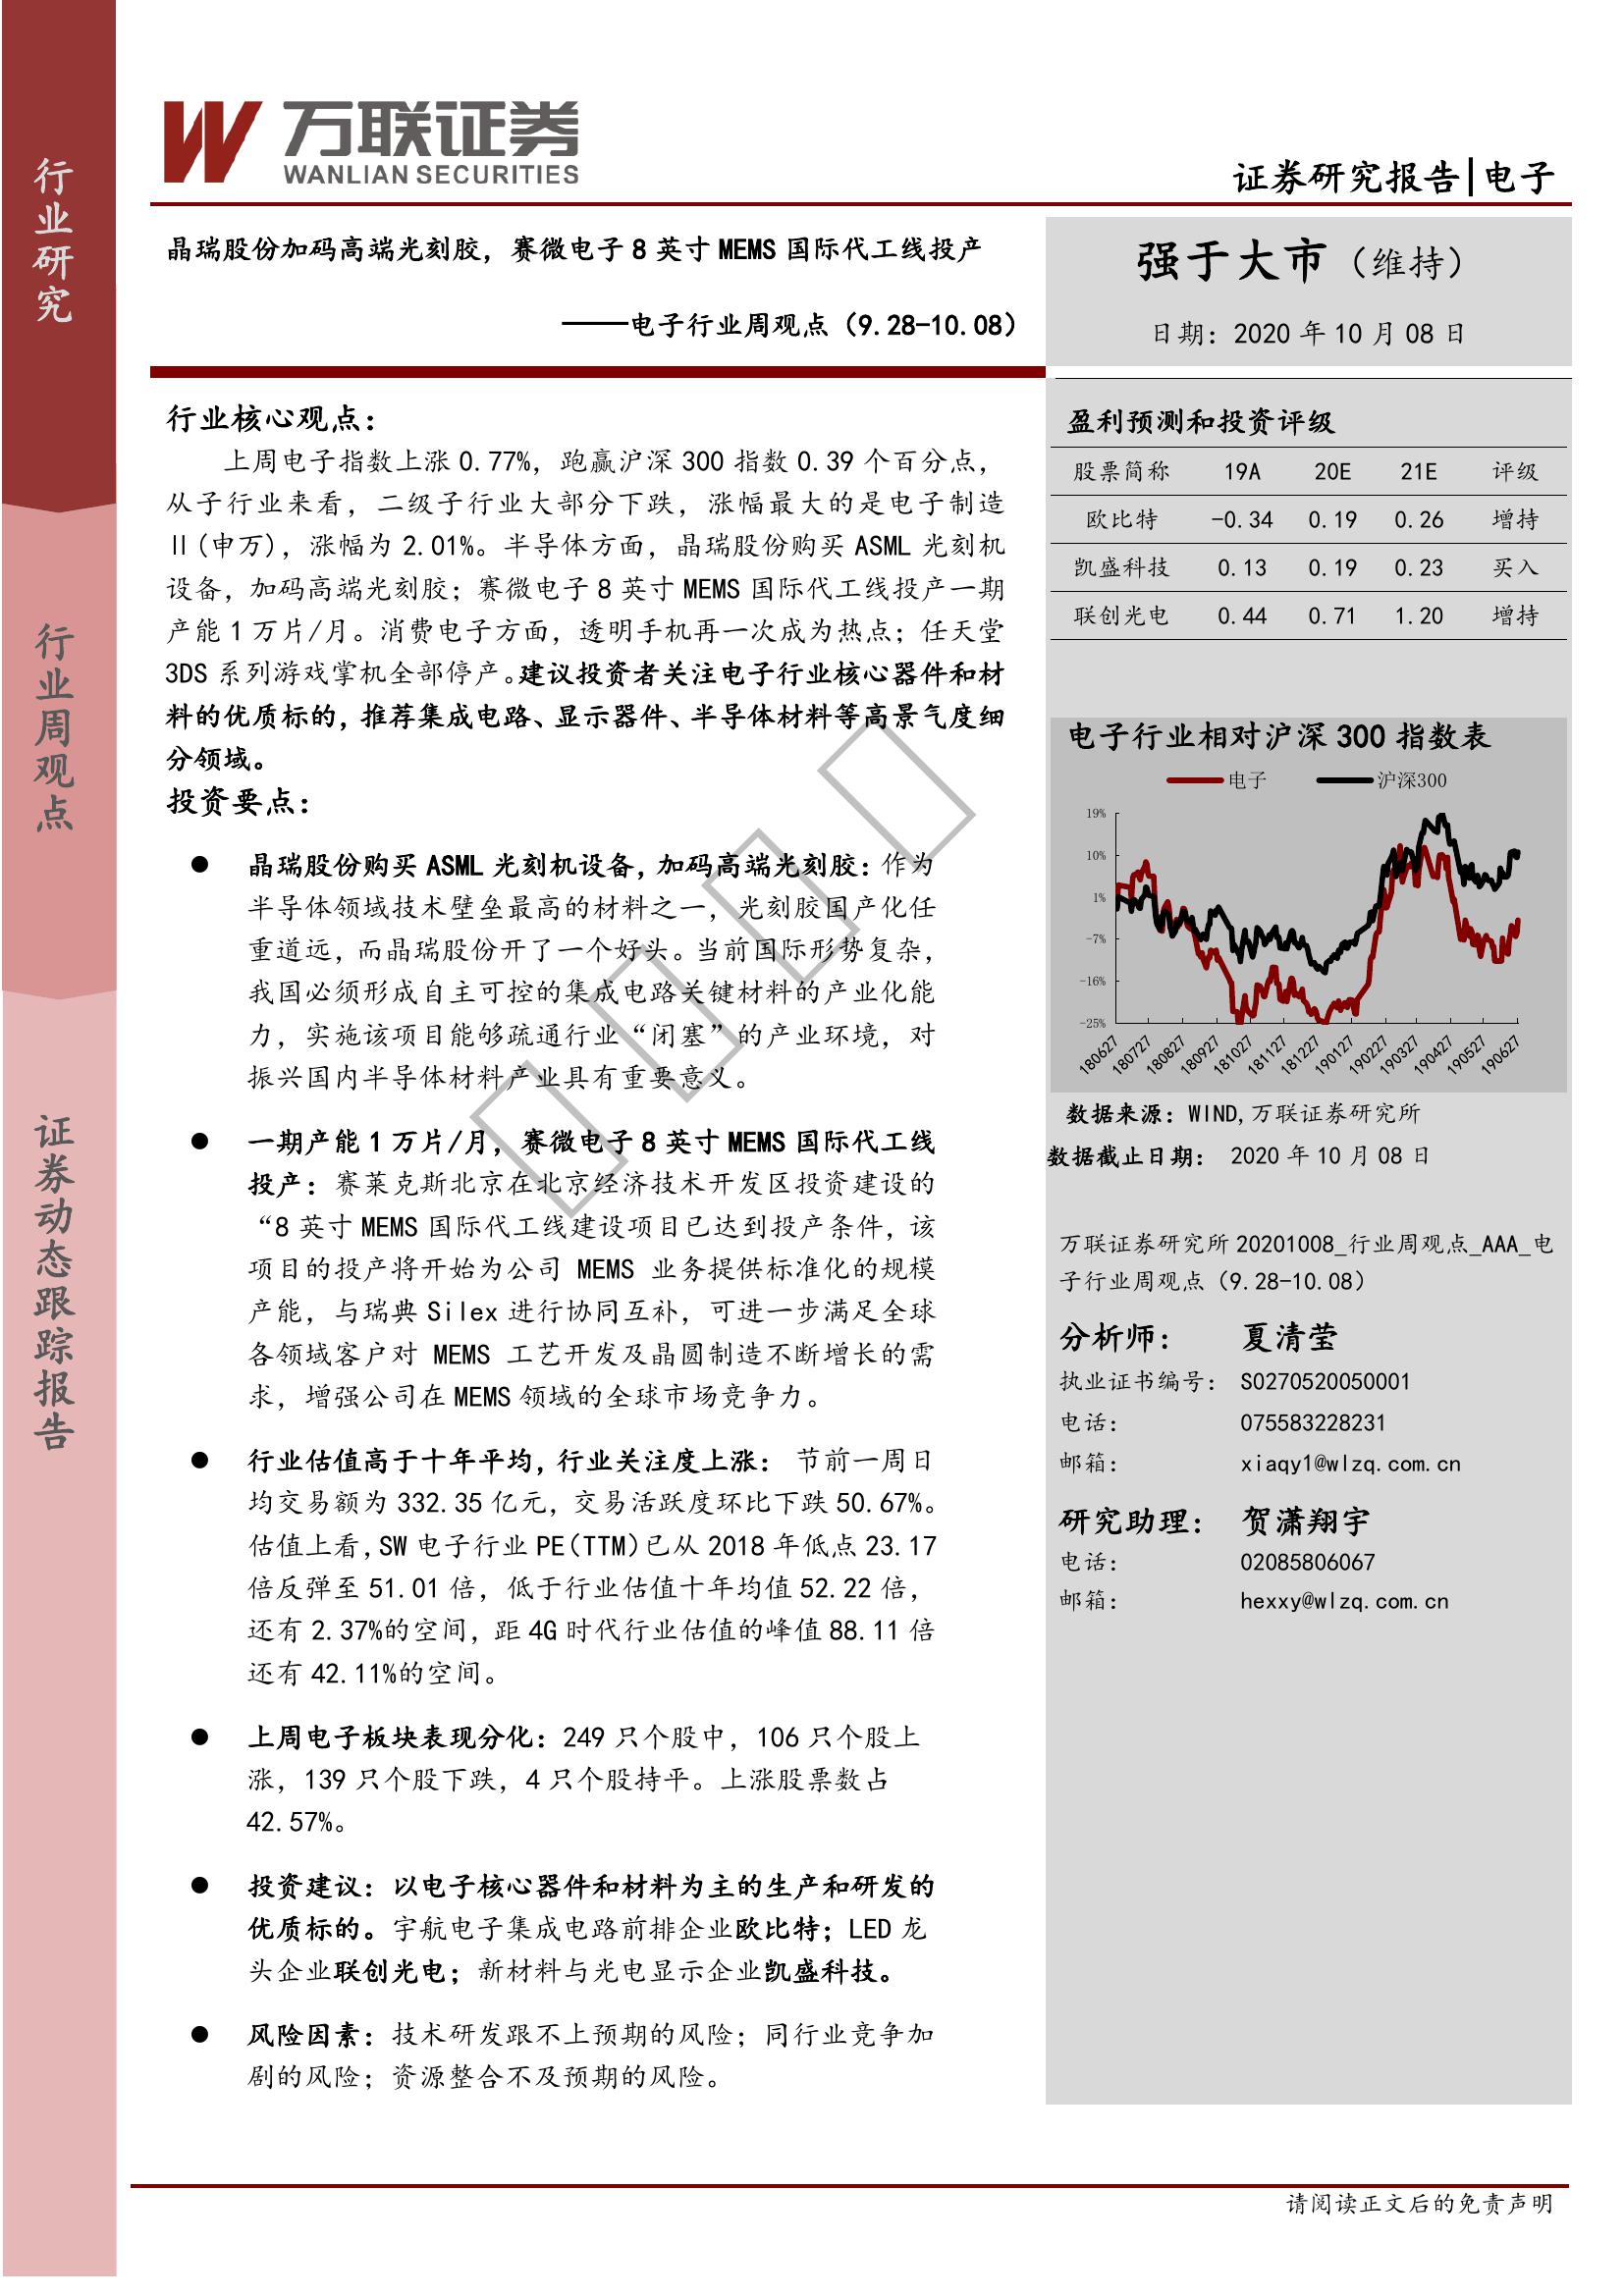 行业研究
行业周观点
证券动态跟踪报告
万联证券
WANLIAN SECURITIES
证券研究报告|电子
晶瑞股份加码高端光刻胶，赛微电子 8 英寸 MEMS 国际代工线投产
——电子行业周观点（9.28-10.08）
强于大市（维持）
日期：2020 年 10 月 08 日
行业核心观点：
上周电子指数上涨 0.77%，跑赢沪深 300 指数 0.39 个百分点，
从子行业来看，二级子行业大部分下跌，涨幅最大的是电子制造
II(申万)，涨幅为 2.01%。半导体方面，晶瑞股份购买 ASML 光刻机
设备，加码高端光刻胶；赛微电子 8 英寸 MEMS 国际代工线投产一期
产能 1 万片/月。消费电子方面，透明手机再一次成为热点；任天堂
3DS 系列游戏掌机全部停产。建议投资者关注电子行业核心器件和材
料的优质标的，推荐集成电路、显示器件、半导体材料等高景气度细
分领域。
投资要点：
● 晶瑞股份购买 ASML 光刻机设备，加码高端光刻胶：作为
半导体领域技术壁垒最高的材料之一，光刻胶国产化任
重道远，而晶瑞股份开了一个好头。当前国际形势复杂，
我国必须形成自主可控的集成电路关键材料的产业化能
力，实施该项目能够疏通行业“闭塞”的产业环境，对
振兴国内半导体材料产业具有重要意义。
● 一期产能 1 万片/月，赛微电子 8 英寸 MEMS 国际代工线
投产：赛莱克斯北京在北京经济技术开发区投资建设的
“8 英寸 MEMS 国际代工线建设项目已达到投产条件，该
项目的投产将开始为公司 MEMS 业务提供标准化的规模
产能，与瑞典 Silex 进行协同互补，可进一步满足全球
各领域客户对 MEMS 工艺开发及晶圆制造不断增长的需
求，增强公司在 MEMS 领域的全球市场竞争力。
● 行业估值高于十年平均，行业关注度上涨： 节前一周日
均交易额为 332.35 亿元，交易活跃度环比下跌 50.67%。
估值上看，SW 电子行业 PE(TTM)已从 2018 年低点 23.17
倍反弹至 51.01 倍，低于行业估值十年均值 52.22 倍，
还有 2.37%的空间，距 4G 时代行业估值的峰值 88.11 倍
还有 42.11%的空间。
● 上周电子板块表现分化：249 只个股中，106 只个股上
涨，139 只个股下跌，4 只个股持平。上涨股票数占
42.57%。
● 投资建议：以电子核心器件和材料为主的生产和研发的
优质标的。宇航电子集成电路前排企业欧比特；LED 龙
头企业联创光电；新材料与光电显示企业凯盛科技。
● 风险因素：技术研发跟不上预期的风险；同行业竞争加
剧的风险；资源整合不及预期的风险。
盈利预测和投资评级
股票简称 19A 20E 21E 评级
欧比特 -0.34 0.19 0.26 增持
凯盛科技 0.13 0.19 0.23 买入
联创光电 0.44 0.71 1.20 增持
电子行业相对沪深 300 指数表
电子 沪深300
19%
10%
1%
-7%
-16%
-25%
180627 180727 180827 180927 181027 181127 181227 190127 190227 190327 190427 190527 190627
数据来源：WIND,万联证券研究所
数据截止日期： 2020 年 10 月 08 日
万联证券研究所 20201008_行业周观点_AAA_电
子行业周观点（9.28-10.08）
分析师： 夏清莹
执业证书编号： S0270520050001
电话： 075583228231
邮箱： xiaqy1@wlzq.com.cn
研究助理： 贺潇翔宇
电话： 02085806067
邮箱： hexxy@wlzq.com.cn
请阅读正文后的免责声明